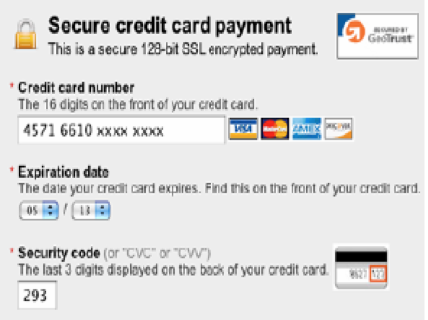 Secure credit card payment
This is a secure 128-bit SSL encrypted payment.
SECURED BY
GeoTrust
* Credit card number
The 16 digits on the front of your credit card.
4571 6610 xxxx xxxx
VISA MasterCard AMEX DISCOVER
* Expiration date
The date your credit card expires. Find this on the front of your credit card.
05 / 13
* Security code (or "CVC" or "CVV")
The last 3 digits displayed on the back of your credit card.
293